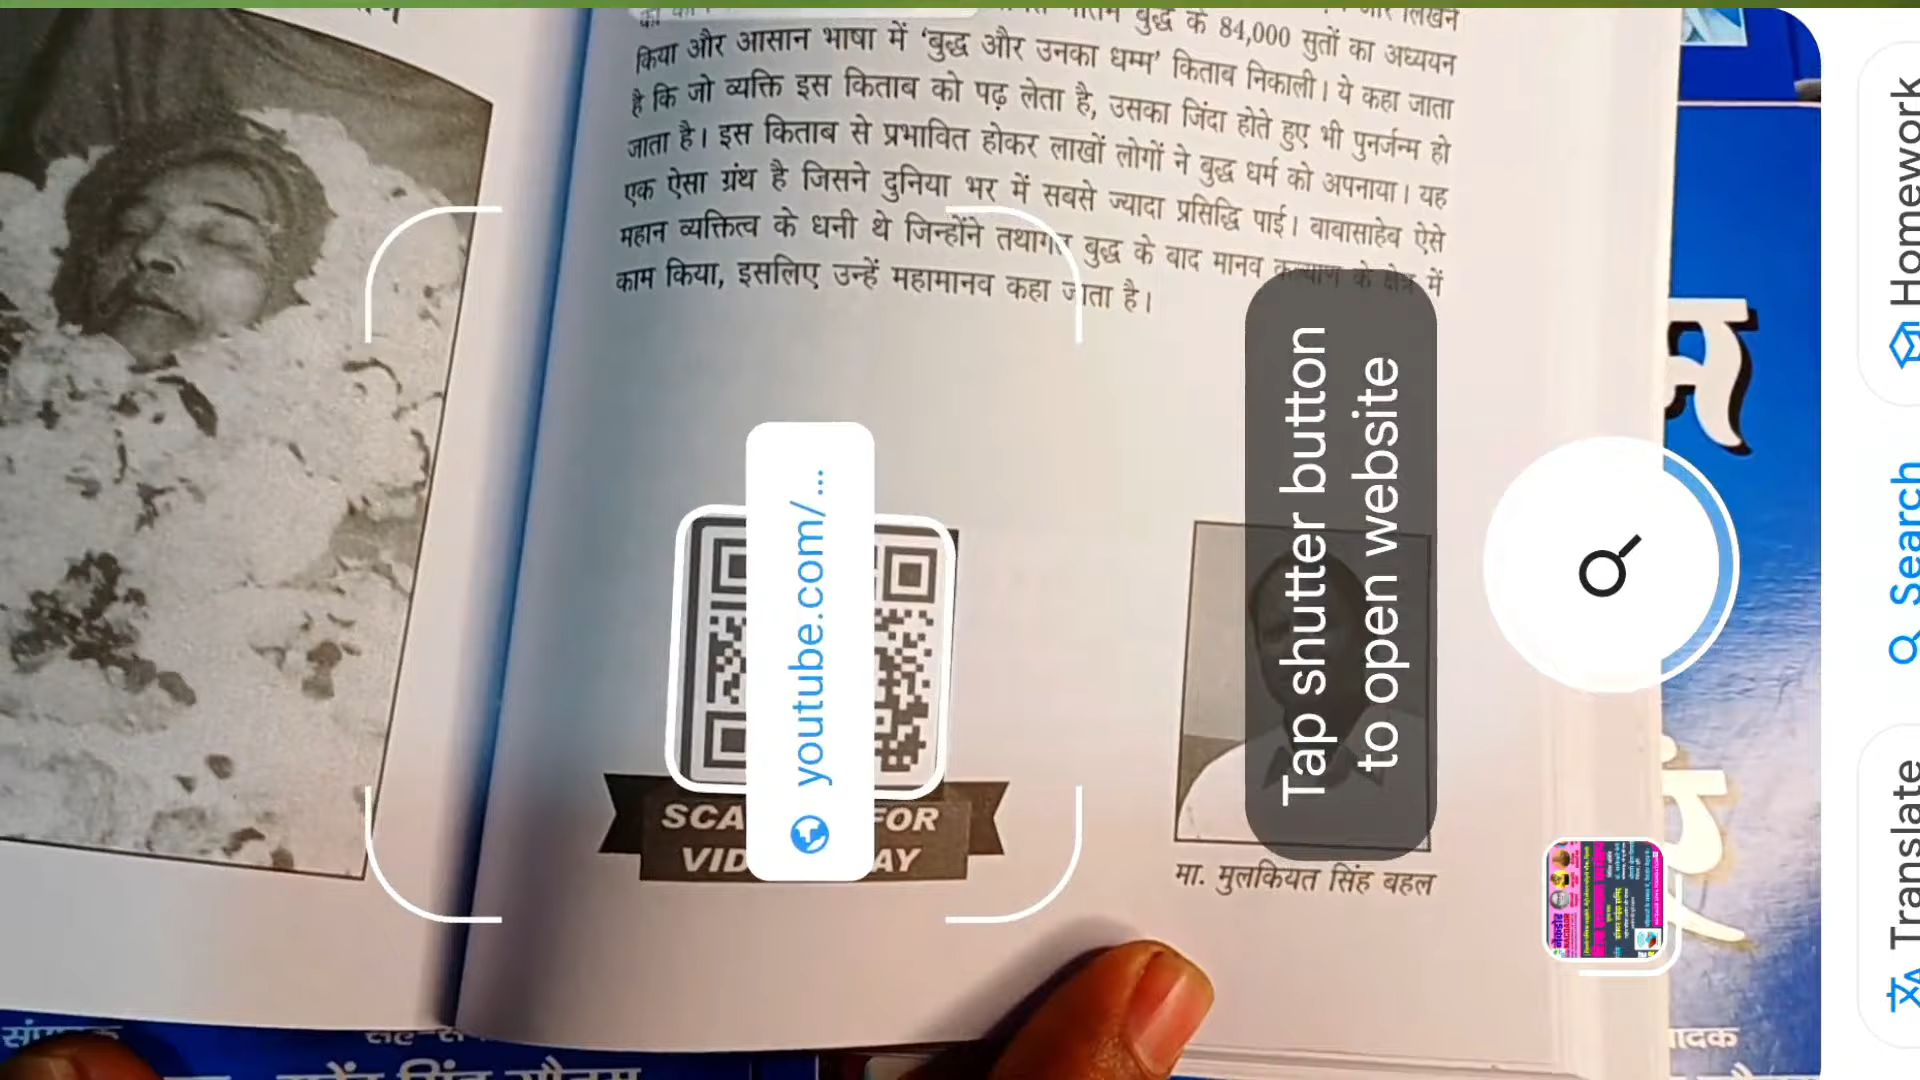 बुद्ध के 84,000 सुतों का अध्ययन
किया और आसान भाषा में ‘बुद्ध और उनका धम्म’ किताब निकाली। ये कहा जाता
है कि जो व्यक्ति इस किताब को पढ़ लेता है, उसका जिंदा होते हुए भी पुनर्जन्म हो
जाता है। इस किताब से प्रभावित होकर लाखों लोगों ने बुद्ध धर्म को अपनाया। यह
एक ऐसा ग्रंथ है जिसने दुनिया भर में सबसे ज्यादा प्रसिद्धि पाई। बाबासाहेब ऐसे
महान व्यक्तित्व के धनी थे जिन्होंने तथागत बुद्ध के बाद मानव कल्याण के क्षेत्र में
काम किया, इसलिए उन्हें महामानव कहा जाता है।
youtube.com/...
FOR
मा. मुलकियत सिंह बहल
Tap shutter button
to open website
Homework
Search
Translate